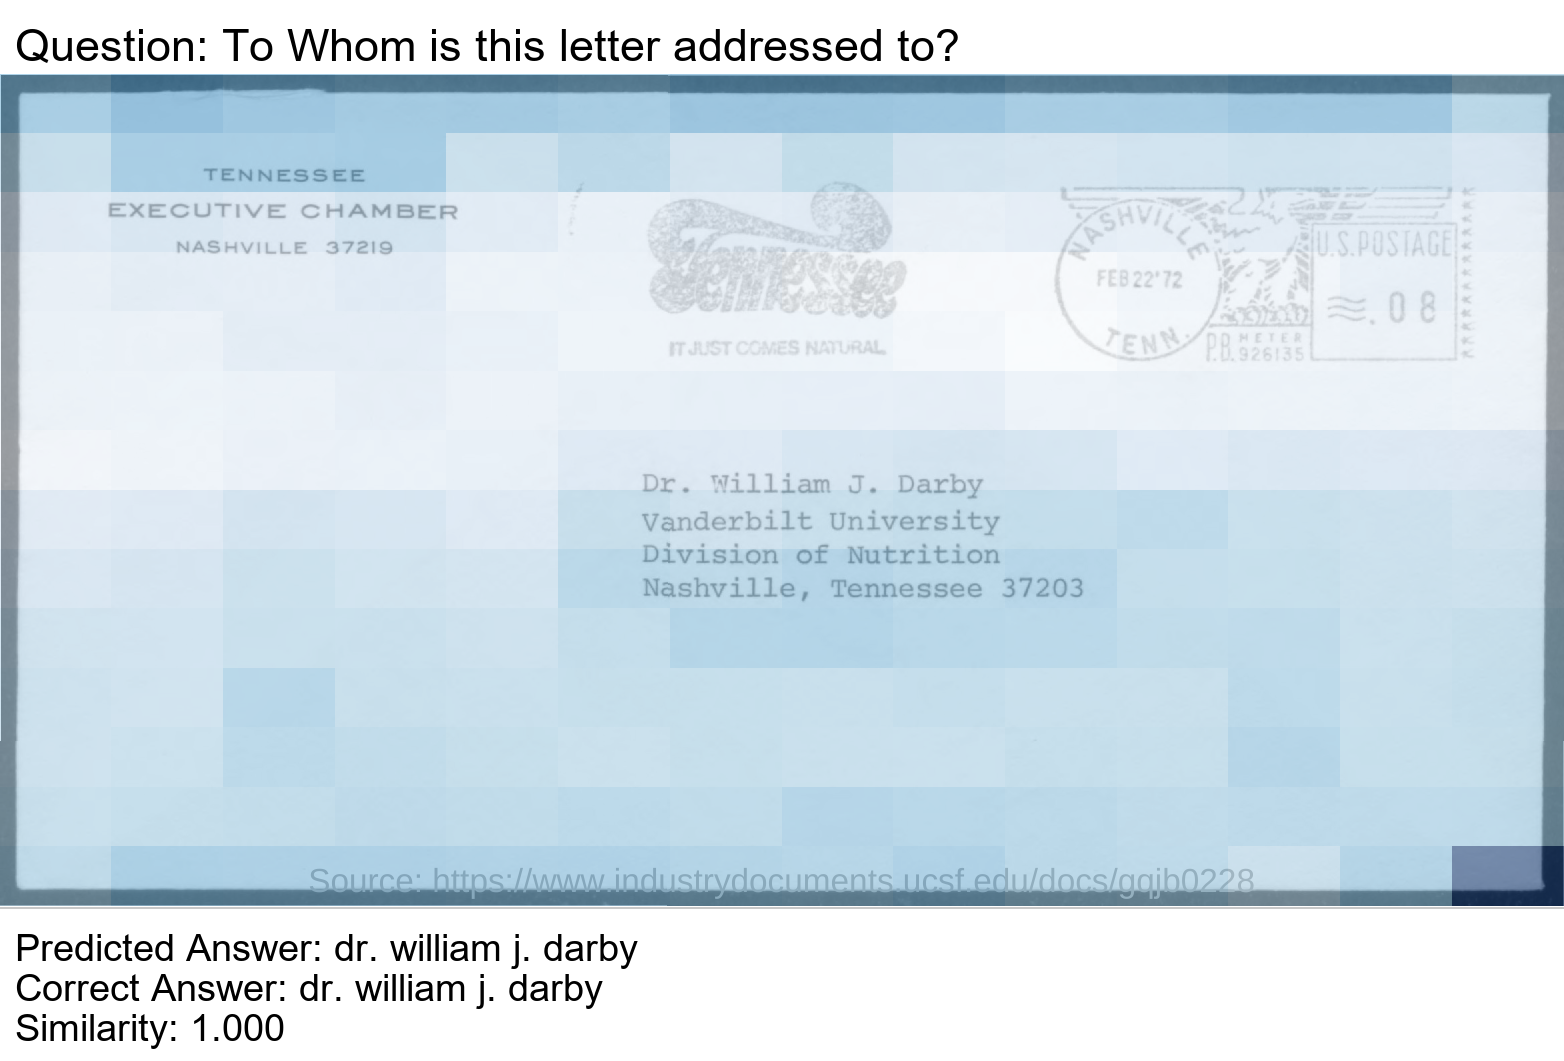 Question: To Whom is this letter addressed to?
TENNESSEE
EXECUTIVE CHAMBER
NASHVILLE 37219
Tennessee
IT JUST COMES NATURAL
NASHVILLE
FEB 22'72
TENN.
U.S.POSTAGE
.08
P.B. METER
926135
Dr. William J. Darby
Vanderbilt University
Division of Nutrition
Nashville, Tennessee 37203
Source: https://www.industrydocuments.ucsf.edu/docs/gqjb0228
Predicted Answer: dr. william j. darby
Correct Answer: dr. william j. darby
Similarity: 1.000